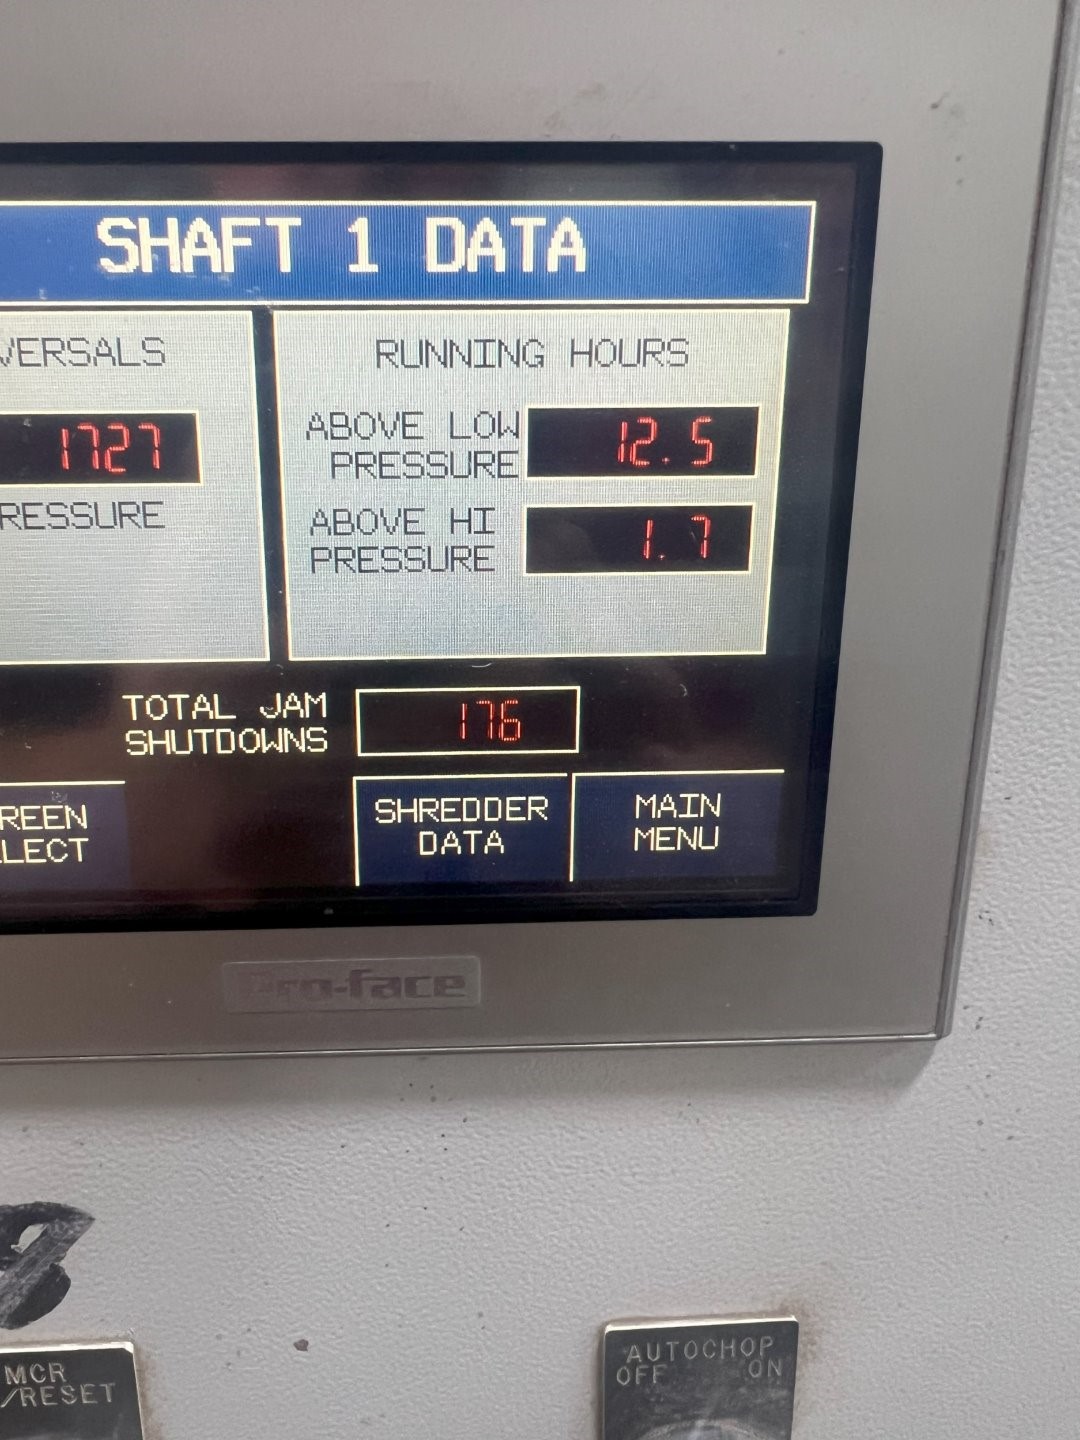 SHAFT 1 DATA
VERSALS
1727
RESSURE
RUNNING HOURS
ABOVE LOW
PRESSURE
12.5
ABOVE HI
PRESSURE
1.7
TOTAL JAM
SHUTDOWNS
176
REEN
LECT
SHREDDER
DATA
MAIN
MENU
Pro-face
MCR
/RESET
AUTOCHOP
OFF ON